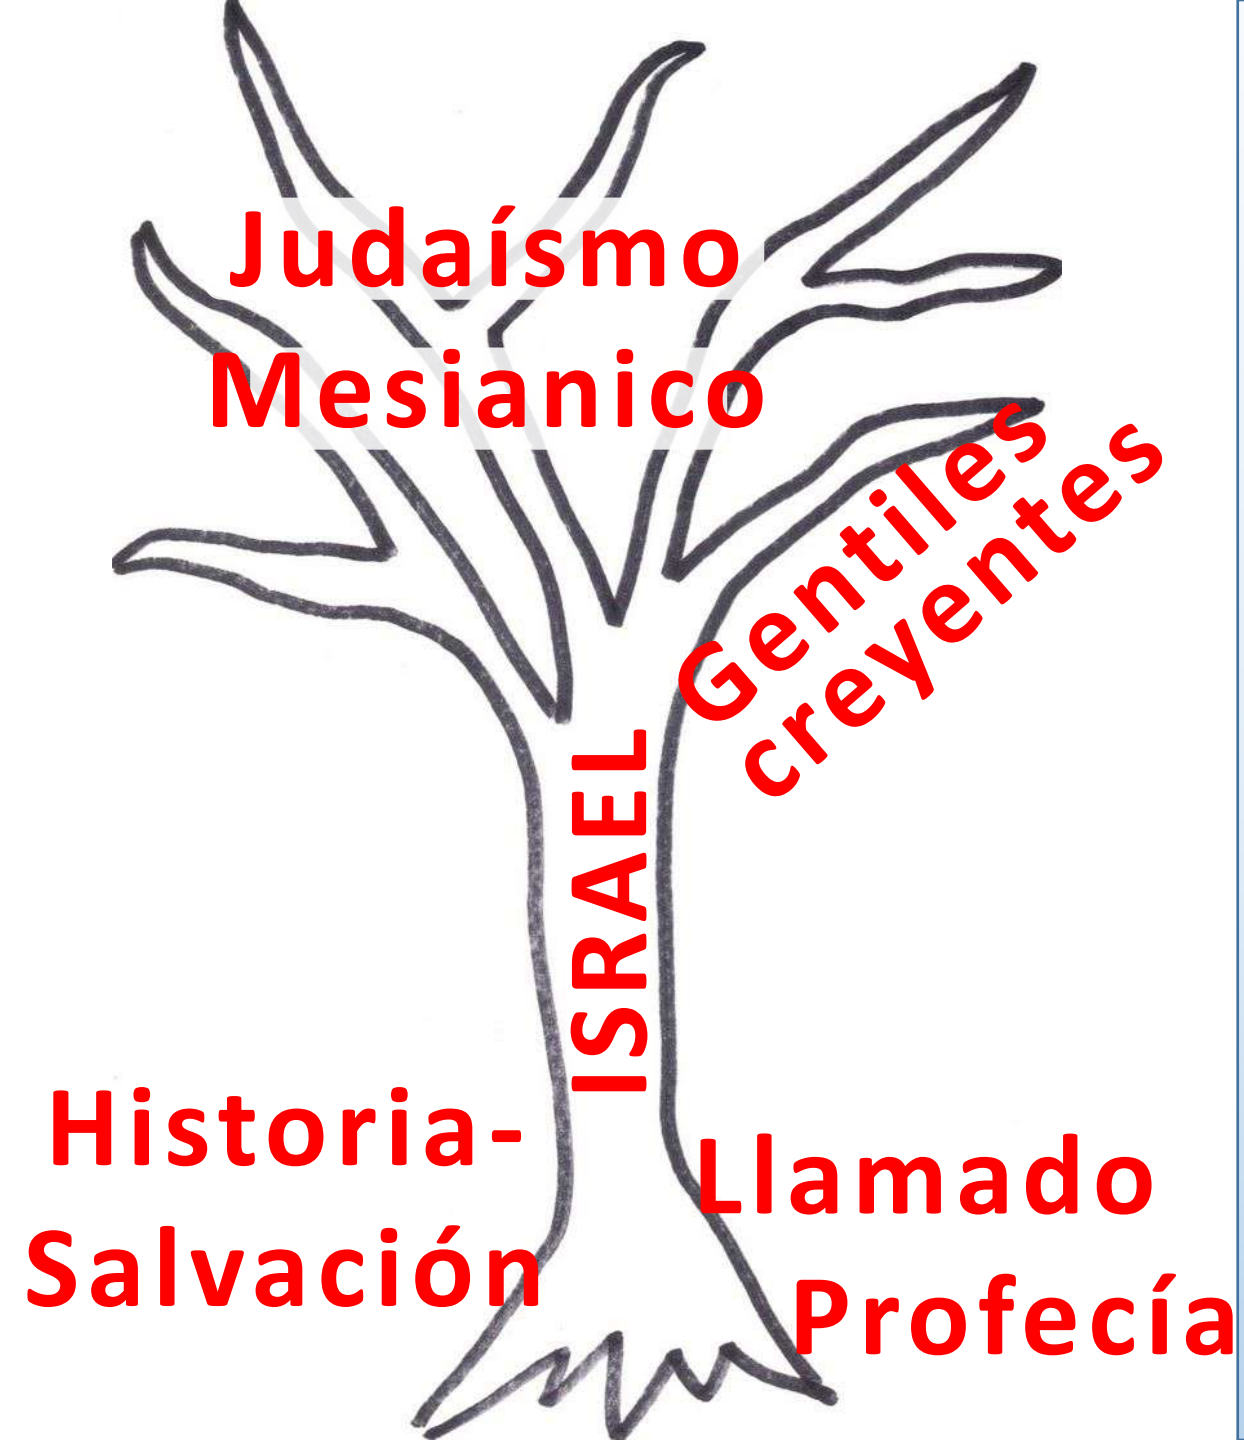 Judaísmo
Mesianico
Gentiles
creyentes
ISRAEL
Historia-
Salvación
Llamado
Profecía